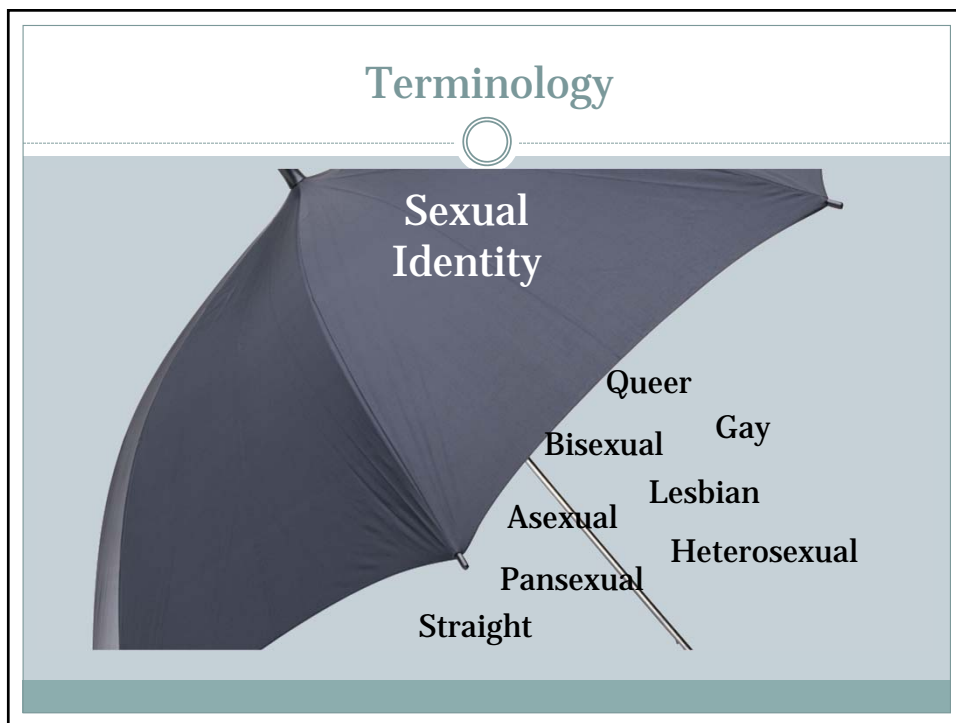 Terminology
Sexual
Identity
Queer
Gay
Bisexual
Lesbian
Asexual
Heterosexual
Pansexual
Straight